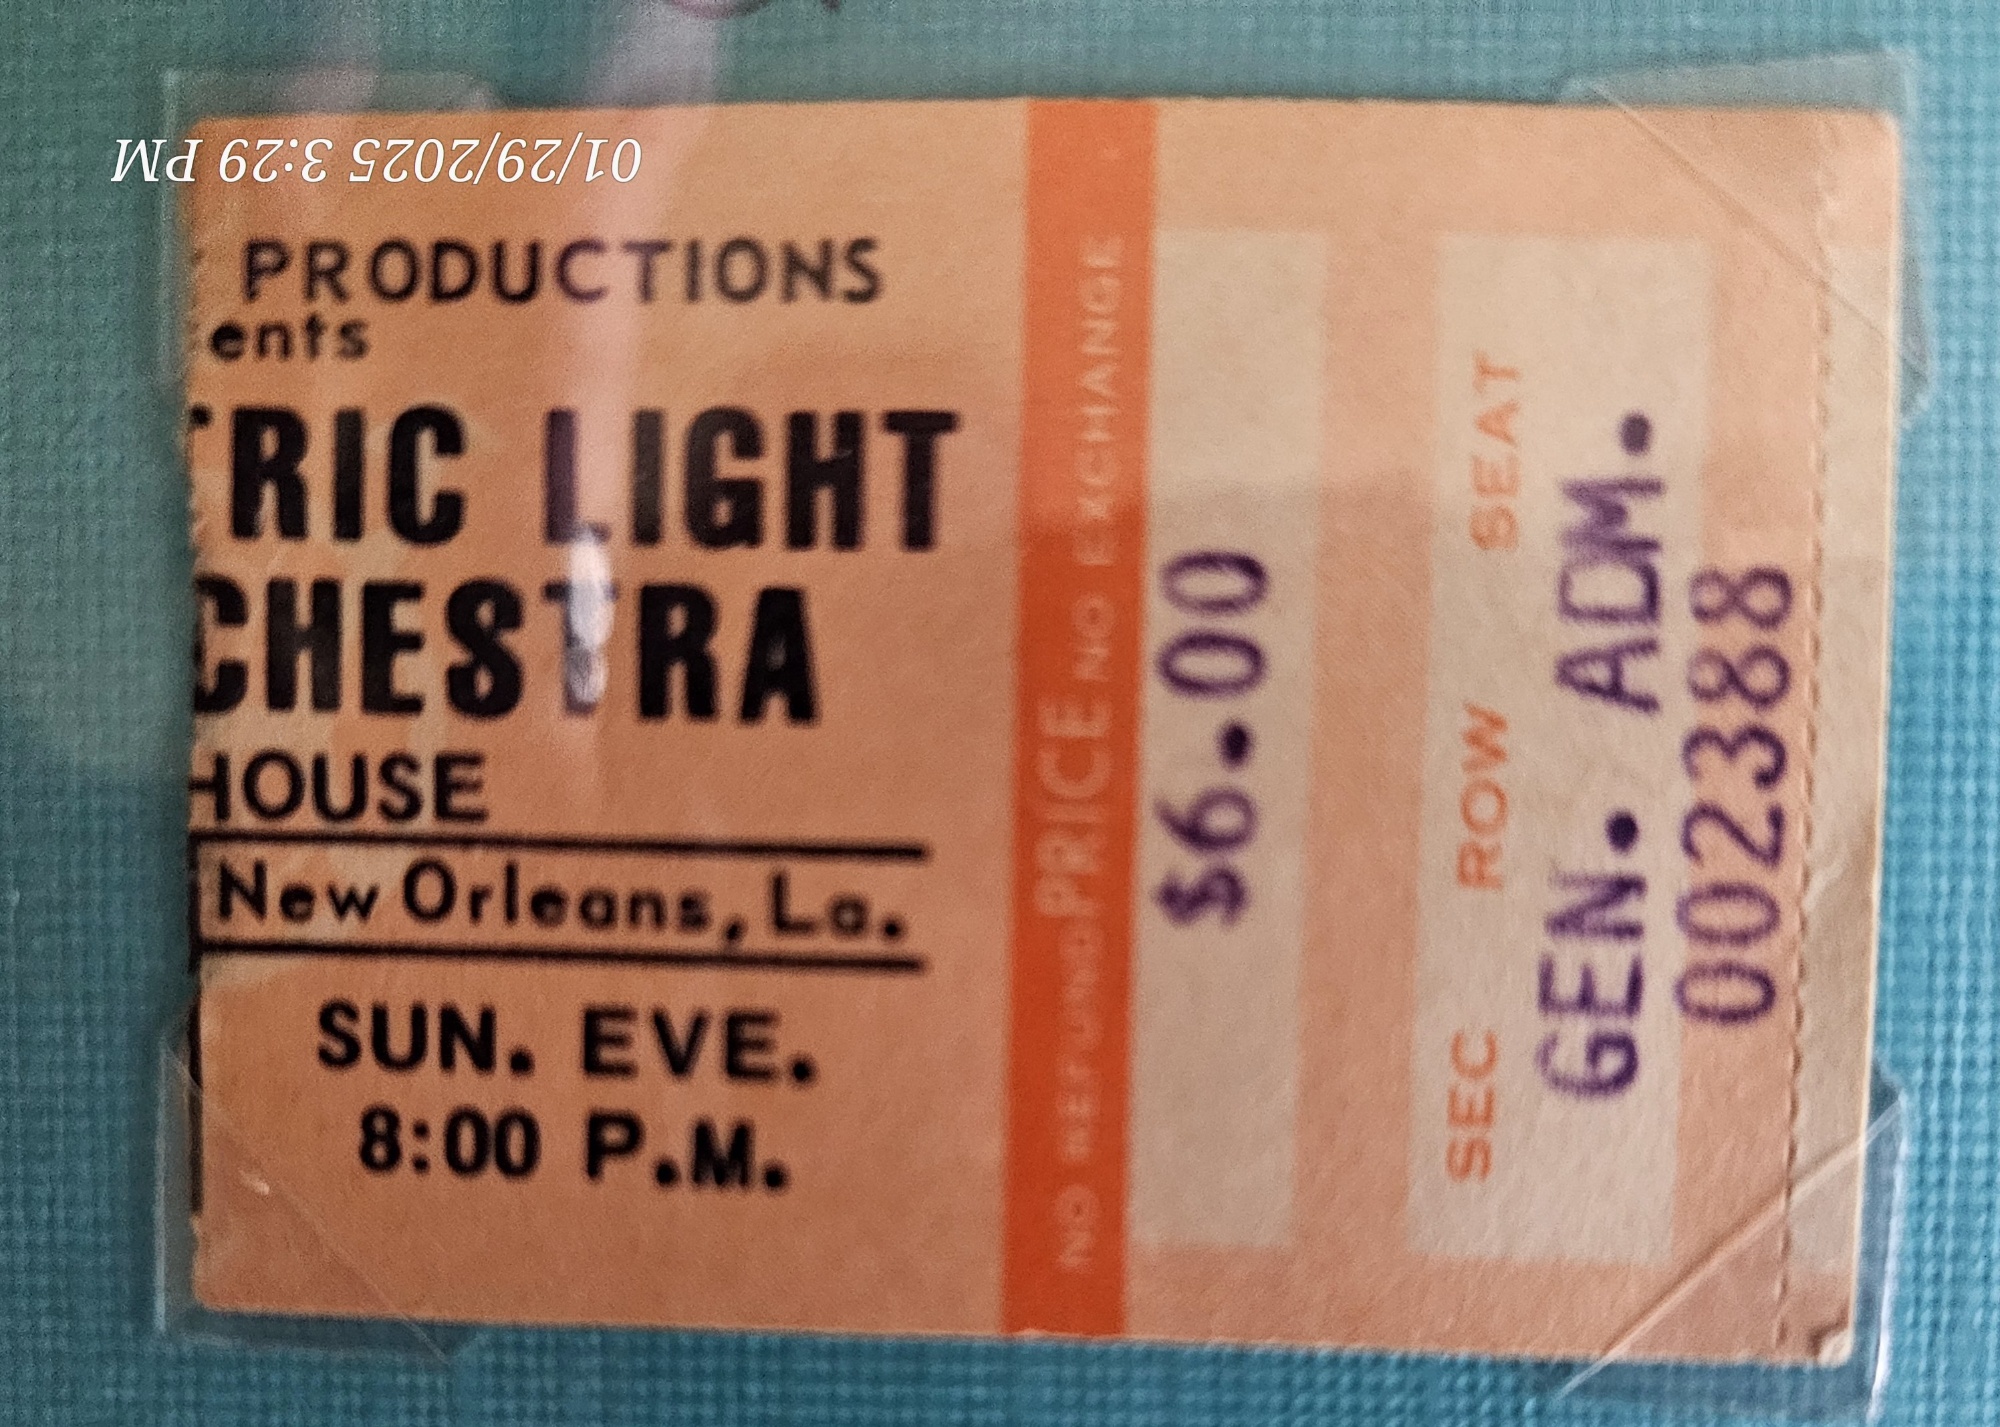 01/29/2025 3:29 PM
PRODUCTIONS
ents
TRIC LIGHT
CHESTRA
HOUSE
New Orleans, La.
SUN. EVE.
8:00 P.M.
NO REFUND PRICE NO EXCHANGE
$6.00
SEC ROW SEAT
GEN. ADM.
002388